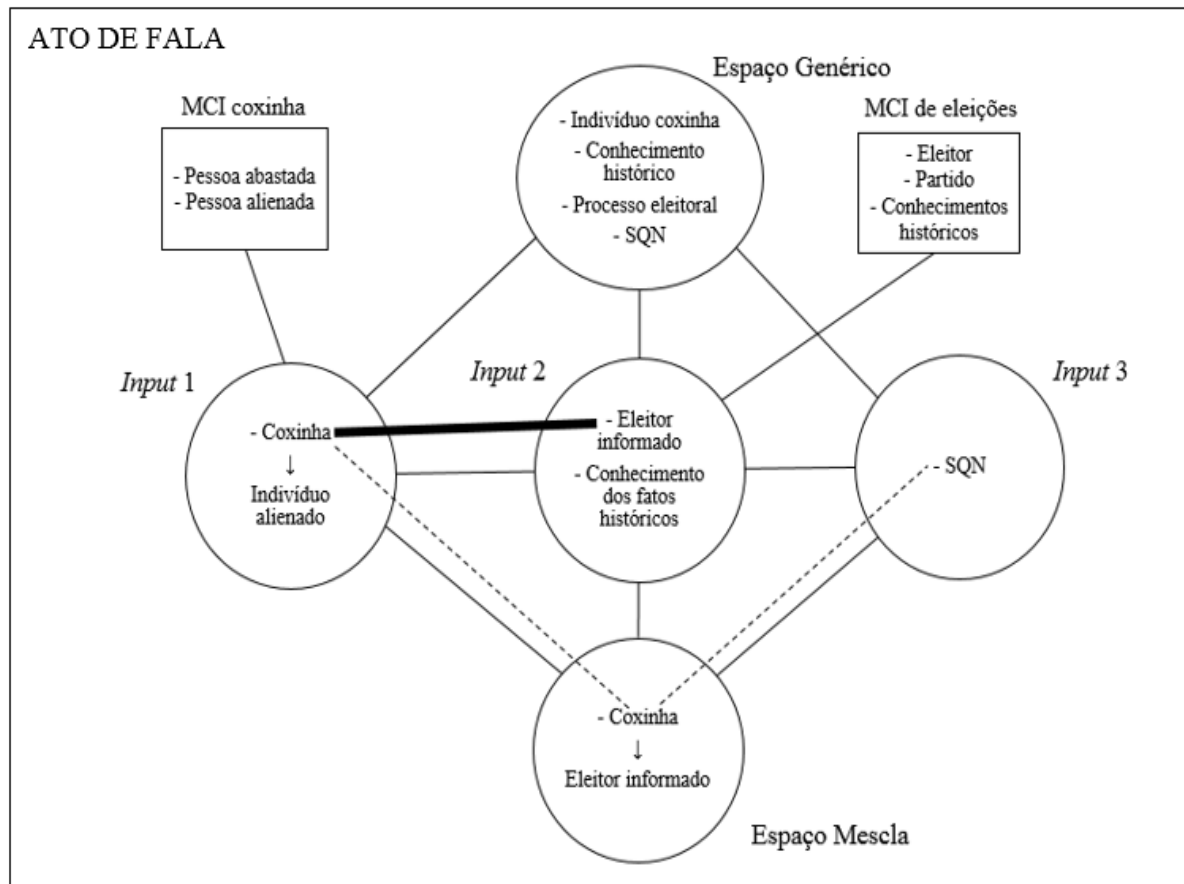 ATO DE FALA
Espaço Genérico
MCI coxinha
MCI de eleições
- Pessoa abastada
- Pessoa alienada
- Indivíduo coxinha
- Conhecimento
histórico
- Processo eleitoral
- SQN
- Eleitor
- Partido
- Conhecimentos
históricos
Input 1
- Coxinha
↓
Indivíduo
alienado
Input 2
- Eleitor
informado
- Conhecimento
dos fatos
históricos
Input 3
- SQN
- Coxinha
↓
Eleitor informado
Espaço Mescla